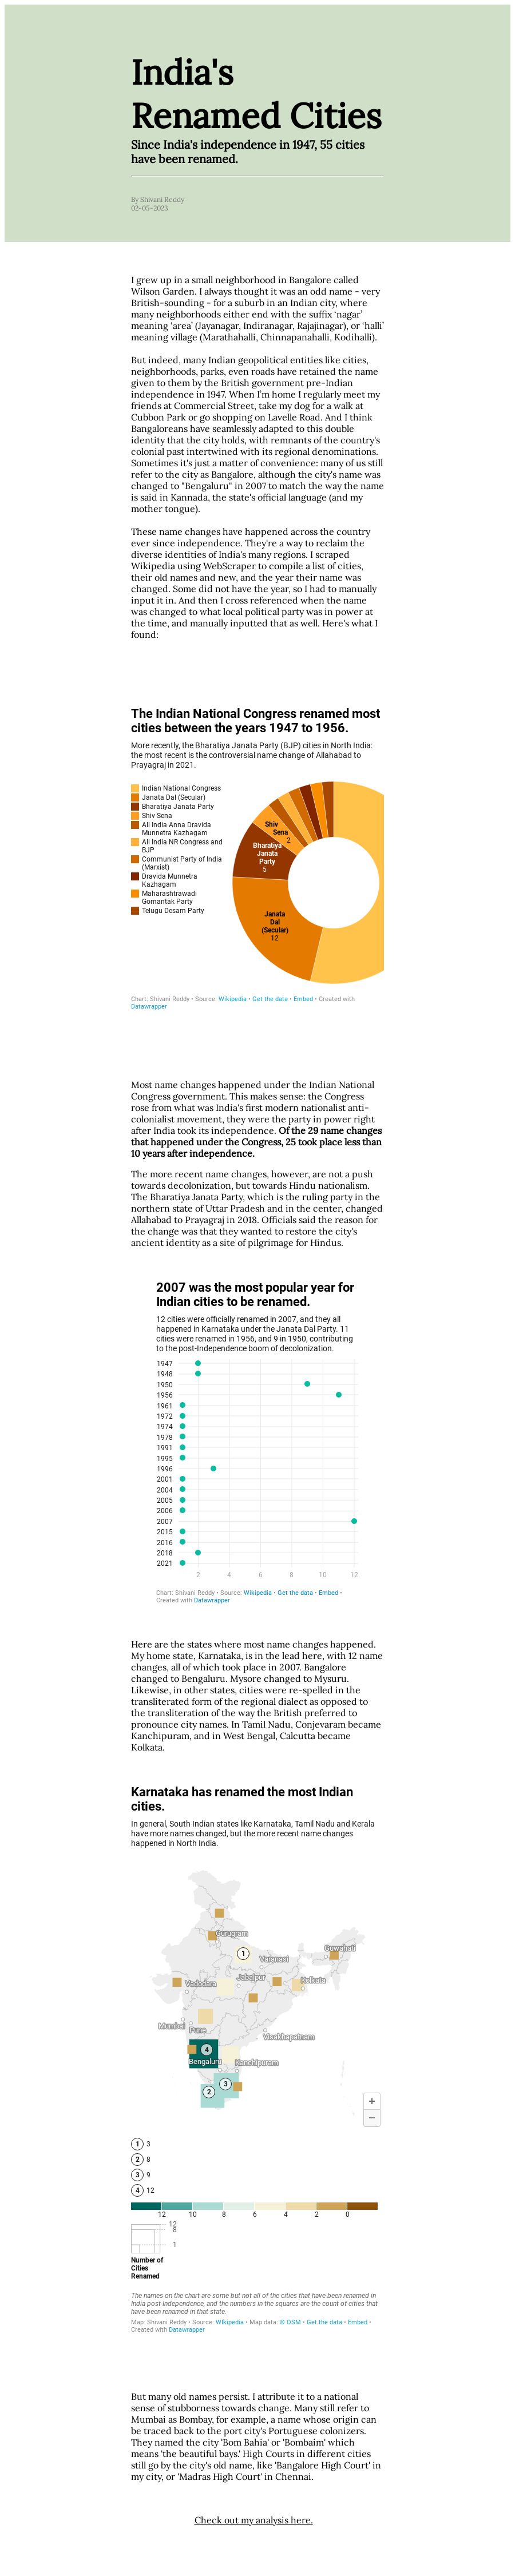 India's
Renamed Cities
Since India's independence in 1947, 55 cities
have been renamed.
By Shivani Reddy
02-05-2023
I grew up in a small neighborhood in Bangalore called
Wilson Garden. I always thought it was an odd name - very
British-sounding - for a suburb in an Indian city, where
many neighborhoods either end with the suffix 'nagar'
meaning 'area' (Jayanagar, Indiranagar, Rajajinagar), or 'halli'
meaning village (Marathahalli, Chinnapanahalli, Kodihalli).
But indeed, many Indian geopolitical entities like cities,
neighborhoods, parks, even roads have retained the name
given to them by the British government pre-Indian
independence in 1947. When I'm home I regularly meet my
friends at Commercial Street, take my dog for a walk at
Cubbon Park or go shopping on Lavelle Road. And I think
Bangaloreans have seamlessly adapted to this double
identity that the city holds, with remnants of the country's
colonial past intertwined with its regional denominations.
Sometimes it's just a matter of convenience: many of us still
refer to the city as Bangalore, although the city's name was
changed to "Bengaluru" in 2007 to match the way the name
is said in Kannada, the state's official language (and my
mother tongue).
These name changes have happened across the country
ever since independence. They're a way to reclaim the
diverse identities of India's many regions. I scraped
Wikipedia using WebScraper to compile a list of cities,
their old names and new, and the year their name was
changed. Some did not have the year, so I had to manually
input it in. And then I cross referenced when the name
was changed to what local political party was in power at
the time, and manually inputted that as well. Here's what I
found:
The Indian National Congress renamed most
cities between the years 1947 to 1956.
More recently, the Bharatiya Janata Party (BJP) cities in North India:
the most recent is the controversial name change of Allahabad to
Prayagraj in 2021.
Indian National Congress
Janata Dal (Secular)
Bharatiya Janata Party
Shiv Sena
All India Anna Dravida
Munnetra Kazhagam
All India NR Congress and
BJP
Communist Party of India
(Marxist)
Dravida Munnetra
Kazhagam
Maharashtrawadi
Gomantak Party
Telugu Desam Party
Shiv
Sena
2
Bharatiya
Janata
Party
5
Janata
Dal
(Secular)
12
Chart: Shivani Reddy • Source: Wikipedia • Get the data • Embed • Created with
Datawrapper
Most name changes happened under the Indian National
Congress government. This makes sense: the Congress
rose from what was India's first modern nationalist anti-
colonialist movement, they were the party in power right
after India took its independence. Of the 29 name changes
that happened under the Congress, 25 took place less than
10 years after independence.
The more recent name changes, however, are not a push
towards decolonization, but towards Hindu nationalism.
The Bharatiya Janata Party, which is the ruling party in the
northern state of Uttar Pradesh and in the center, changed
Allahabad to Prayagraj in 2018. Officials said the reason for
the change was that they wanted to restore the city's
ancient identity as a site of pilgrimage for Hindus.
2007 was the most popular year for
Indian cities to be renamed.
12 cities were officially renamed in 2007, and they all
happened in Karnataka under the Janata Dal Party. 11
cities were renamed in 1956, and 9 in 1950, contributing
to the post-Independence boom of decolonization.
1947
1948
1950
1956
1961
1972
1974
1978
1991
1995
1996
2001
2004
2005
2006
2007
2015
2016
2018
2021
2 4 6 8 10 12
Chart: Shivani Reddy • Source: Wikipedia • Get the data • Embed •
Created with Datawrapper
Here are the states where most name changes happened.
My home state, Karnataka, is in the lead here, with 12 name
changes, all of which took place in 2007. Bangalore
changed to Bengaluru. Mysore changed to Mysuru.
Likewise, in other states, cities were re-spelled in the
transliterated form of the regional dialect as opposed to
the transliteration of the way the British preferred to
pronounce city names. In Tamil Nadu, Conjevaram became
Kanchipuram, and in West Bengal, Calcutta became
Kolkata.
Karnataka has renamed the most Indian
cities.
In general, South Indian states like Karnataka, Tamil Nadu and Kerala
have more names changed, but the more recent name changes
happened in North India.
Gurugram
1
Guwahati
Varanasi
Jabalpur
Vadodara
Kolkata
Mumbai
Pune
Visakhapatnam
4
Bengaluru
Kanchipuram
3
2
+
−
1 3
2 8
3 9
4 12
12 10 8 6 4 2 0
12
8
1
Number of
Cities
Renamed
The names on the chart are some but not all of the cities that have been renamed in
India post-independence, and the numbers in the squares are the count of cities that
have been renamed in that state.
Map: Shivani Reddy • Source: Wikipedia • Map data: © OSM • Get the data • Embed •
Created with Datawrapper
But many old names persist. I attribute it to a national
sense of stubborness towards change. Many still refer to
Mumbai as Bombay, for example, a name whose origin can
be traced back to the port city's Portuguese colonizers.
They named the city 'Bom Bahia' or 'Bombaim' which
means 'the beautiful bays.' High Courts in different cities
still go by the city's old name, like 'Bangalore High Court' in
my city, or 'Madras High Court' in Chennai.
Check out my analysis here.